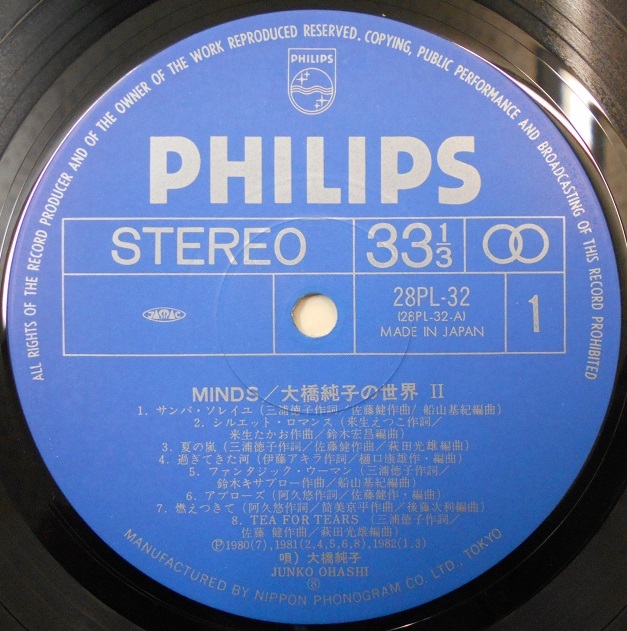 ALL RIGHTS OF THE RECORD PRODUCER AND OF THE OWNER OF THE WORK REPRODUCED RESERVED. COPYING, PUBLIC PERFORMANCE AND BROADCASTING OF THIS RECORD PROHIBITED
PHILIPS
PHILIPS
STEREO
33 1/3
28PL-32
(28PL-32-A)
MADE IN JAPAN
1
JASRAC
MINDS/大橋純子の世界 II
1. サンバ・ソレイユ(三浦徳子作詞/佐藤健作曲/船山基紀編曲)
2. シルエット・ロマンス(来生えつこ作詞/
来生たかお作曲/鈴木宏昌編曲)
3. 夏の嵐(三浦徳子作詞/佐藤健作曲/萩田光雄編曲)
4. 過ぎてきた河(伊藤アキラ作詞/樋口康雄作・編曲)
5. ファンタジック・ウーマン(三浦徳子作詞/
鈴木キサブロー作曲/船山基紀編曲)
6. アプローズ(阿久悠作詞/佐藤健作・編曲)
7. 燃えつきて(阿久悠作詞/筒美京平作曲/後藤次利編曲)
8. TEA FOR TEARS(三浦徳子作詞/
佐藤 健作曲/萩田光雄編曲)
Ⓟ1980(7), 1981(2,4,5,6,8), 1982(1,3)
唄)大橋純子
JUNKO OHASHI
Ⓡ
MANUFACTURED BY NIPPON PHONOGRAM CO. LTD., TOKYO